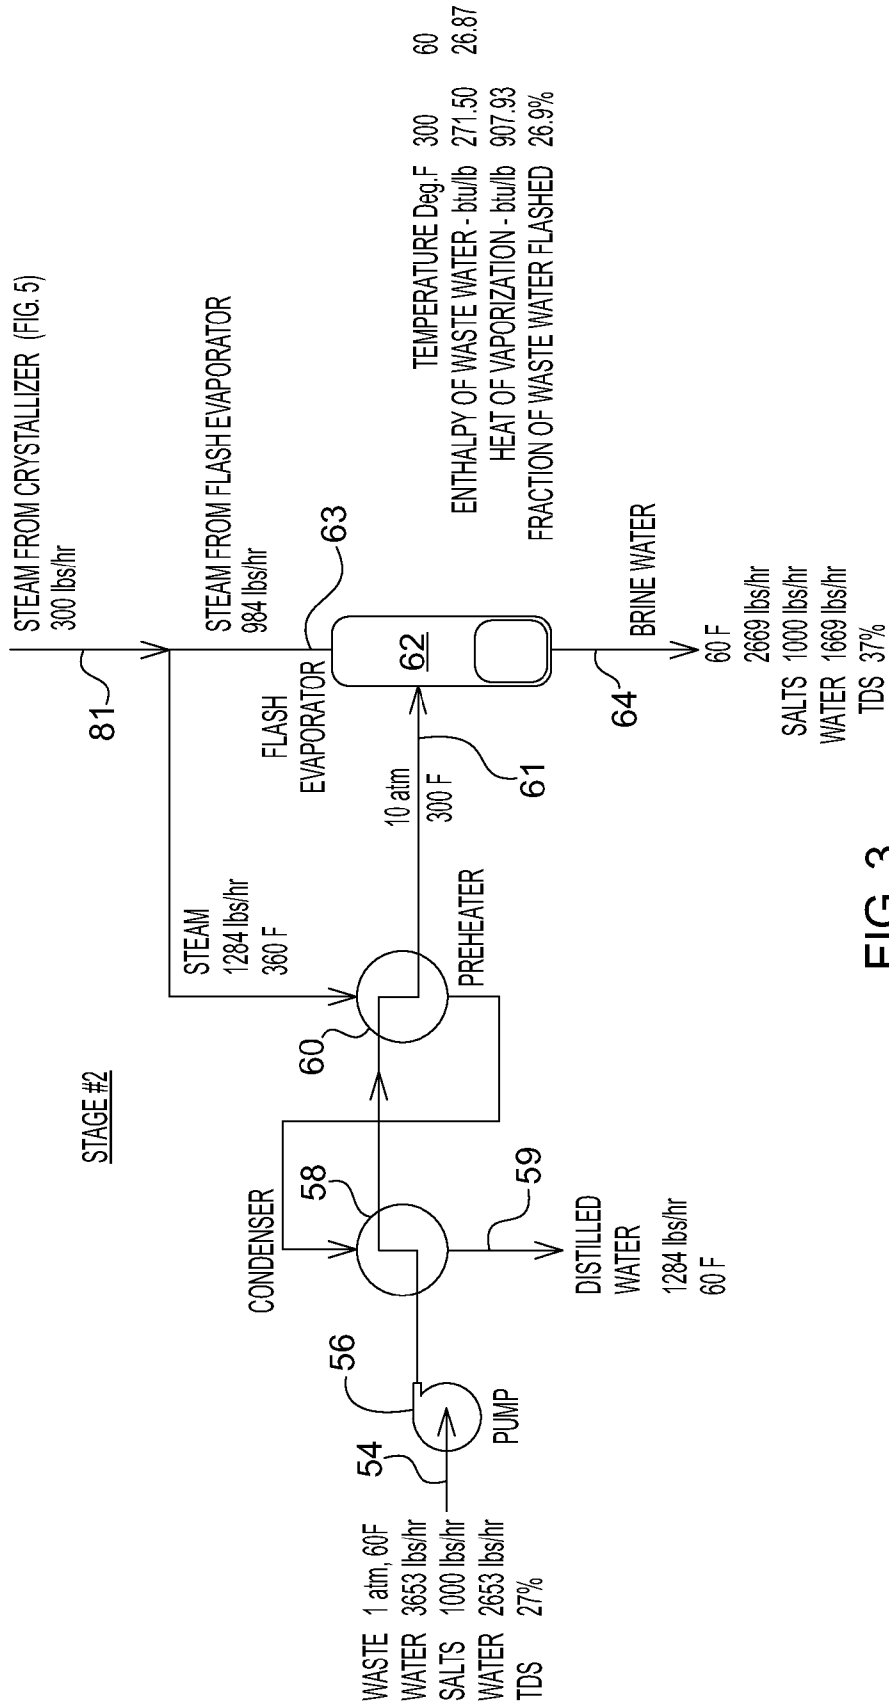 STAGE #2
WASTE 1 atm, 60F
WATER 3653 lbs/hr
SALTS 1000 lbs/hr
WATER 2653 lbs/hr
TDS 27%
54
56
PUMP
CONDENSER
58
59
DISTILLED
WATER
1284 lbs/hr
60 F
60
PREHEATER
STEAM
1284 lbs/hr
360 F
10 atm
300 F
61
FLASH
EVAPORATOR
62
63
81
STEAM FROM CRYSTALLIZER (FIG. 5)
300 lbs/hr
STEAM FROM FLASH EVAPORATOR
984 lbs/hr
64
BRINE WATER
60 F
2669 lbs/hr
SALTS 1000 lbs/hr
WATER 1669 lbs/hr
TDS 37%
TEMPERATURE Deg.F 300 60
ENTHALPY OF WASTE WATER - btu/lb 271.50 26.87
HEAT OF VAPORIZATION - btu/lb 907.93
FRACTION OF WASTE WATER FLASHED 26.9%
FIG. 3